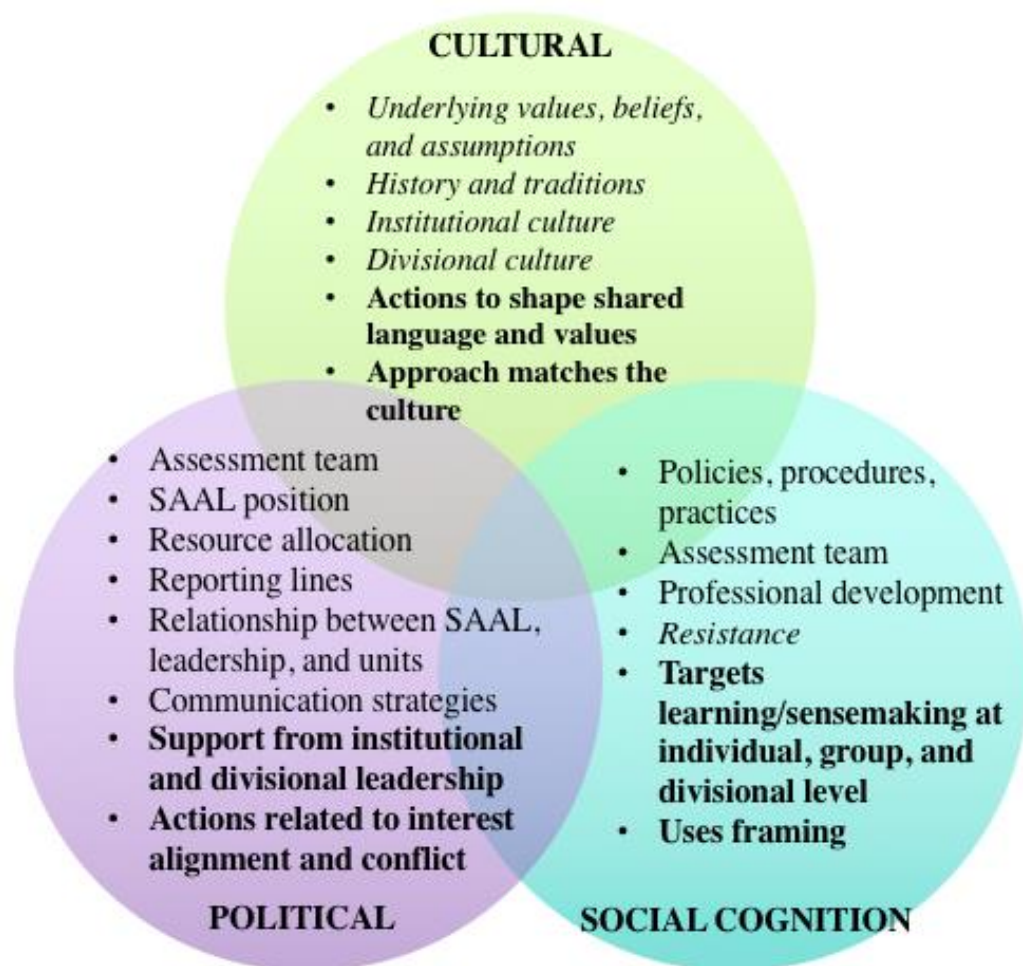 CULTURAL
• Underlying values, beliefs,
and assumptions
• History and traditions
• Institutional culture
• Divisional culture
• Actions to shape shared
language and values
• Approach matches the
culture
• Assessment team
• SAAL position
• Resource allocation
• Reporting lines
• Relationship between SAAL,
leadership, and units
• Communication strategies
• Support from institutional
and divisional leadership
• Actions related to interest
alignment and conflict
POLITICAL
• Policies, procedures,
practices
• Assessment team
• Professional development
• Resistance
• Targets
learning/sensemaking at
individual, group, and
divisional level
• Uses framing
SOCIAL COGNITION